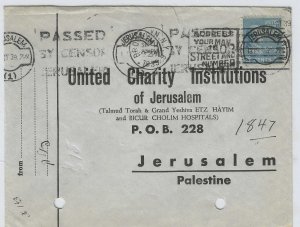 PASSED
BY CENSOR
JERUSALEM
ADDRESS
YOUR MAIL
STREET AND
NUMBER
United Charity Institutions
of Jerusalem
(Talmud Torah & Grand Yeshiva ETZ HAYIM
and BICUR CHOLIM HOSPITALS)
P.O.B. 228
1847
Jerusalem
Palestine
from